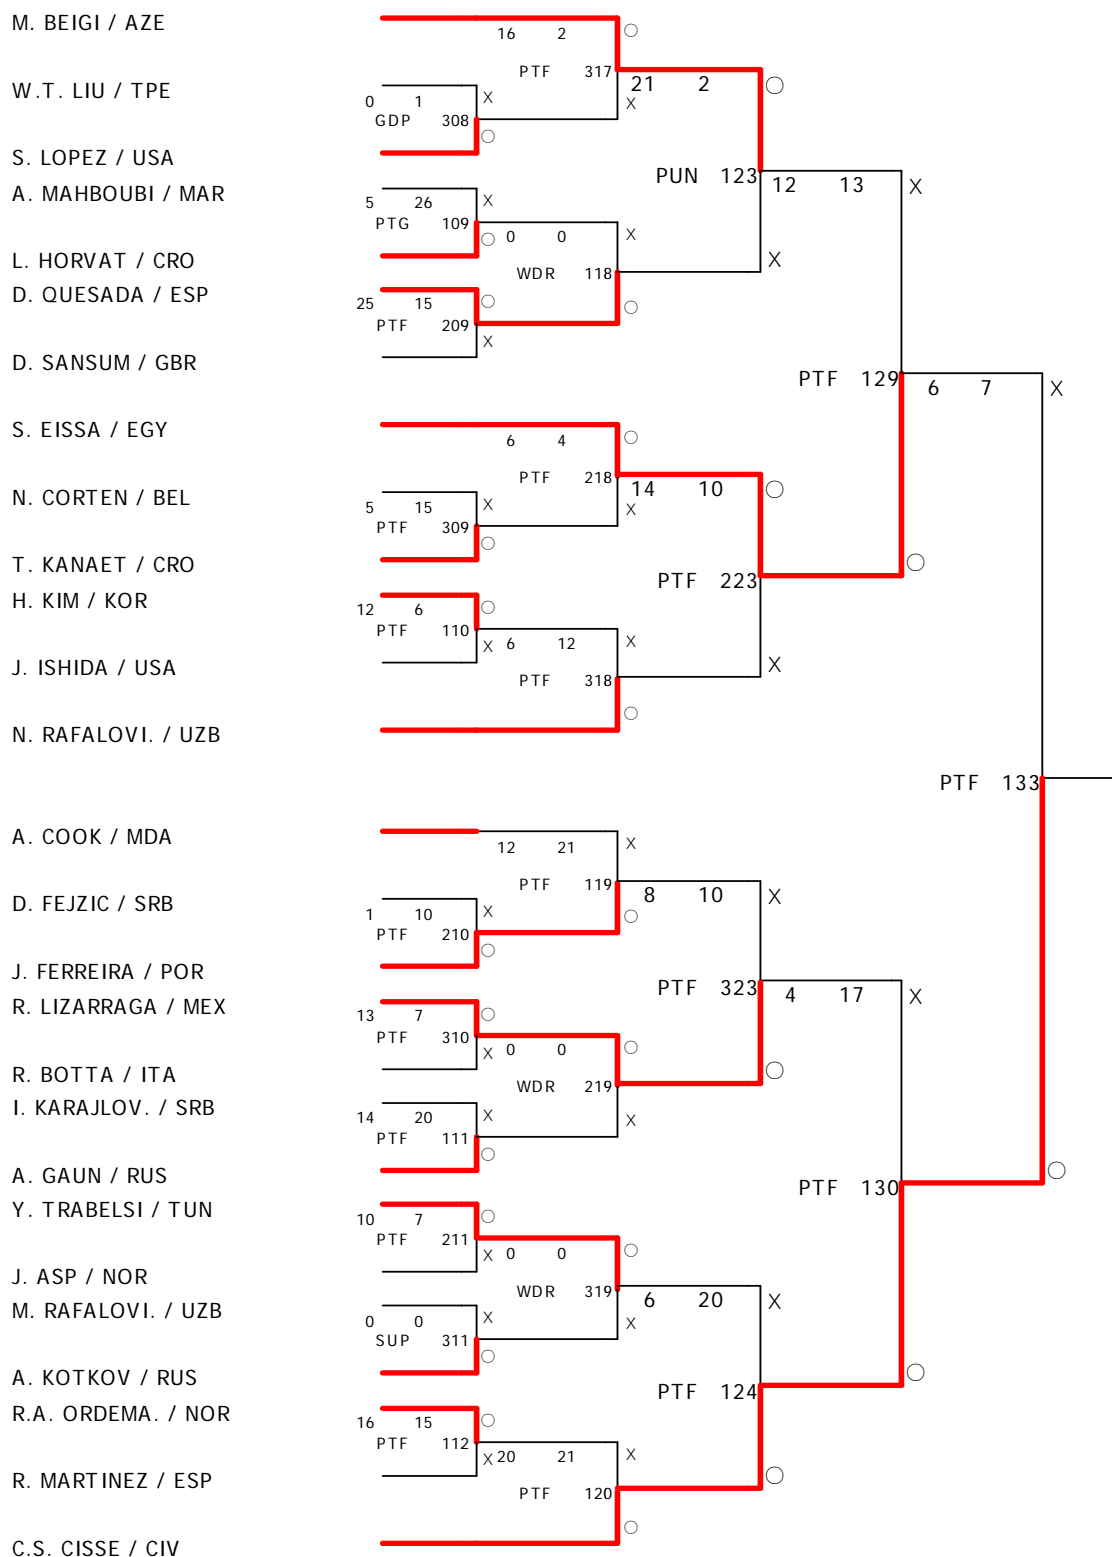 M. BEIGI / AZE
16 2
PTF 317
W.T. LIU / TPE
0 1
GDP 308
21 2
S. LOPEZ / USA
A. MAHBOUBI / MAR
PUN 123
12 13
5 26
PTG 109
0 0
WDR 118
L. HORVAT / CRO
D. QUESADA / ESP
25 15
PTF 209
D. SANSUM / GBR
PTF 129
6 7
S. EISSA / EGY
6 4
PTF 218
14 10
N. CORTEN / BEL
5 15
PTF 309
T. KANAET / CRO
H. KIM / KOR
PTF 223
12 6
PTF 110
6 12
J. ISHIDA / USA
PTF 318
N. RAFALOVI. / UZB
PTF 133
A. COOK / MDA
12 21
PTF 119
D. FEJZIC / SRB
8 10
1 10
PTF 210
J. FERREIRA / POR
R. LIZARRAGA / MEX
PTF 323
4 17
13 7
PTF 310
0 0
R. BOTTA / ITA
WDR 219
I. KARAJLOV. / SRB
14 20
PTF 111
A. GAUN / RUS
PTF 130
Y. TRABELSI / TUN
10 7
PTF 211
0 0
J. ASP / NOR
WDR 319
M. RAFALOVI. / UZB
6 20
0 0
SUP 311
A. KOTKOV / RUS
PTF 124
R.A. ORDEMA. / NOR
16 15
PTF 112
20 21
R. MARTINEZ / ESP
PTF 120
C.S. CISSE / CIV